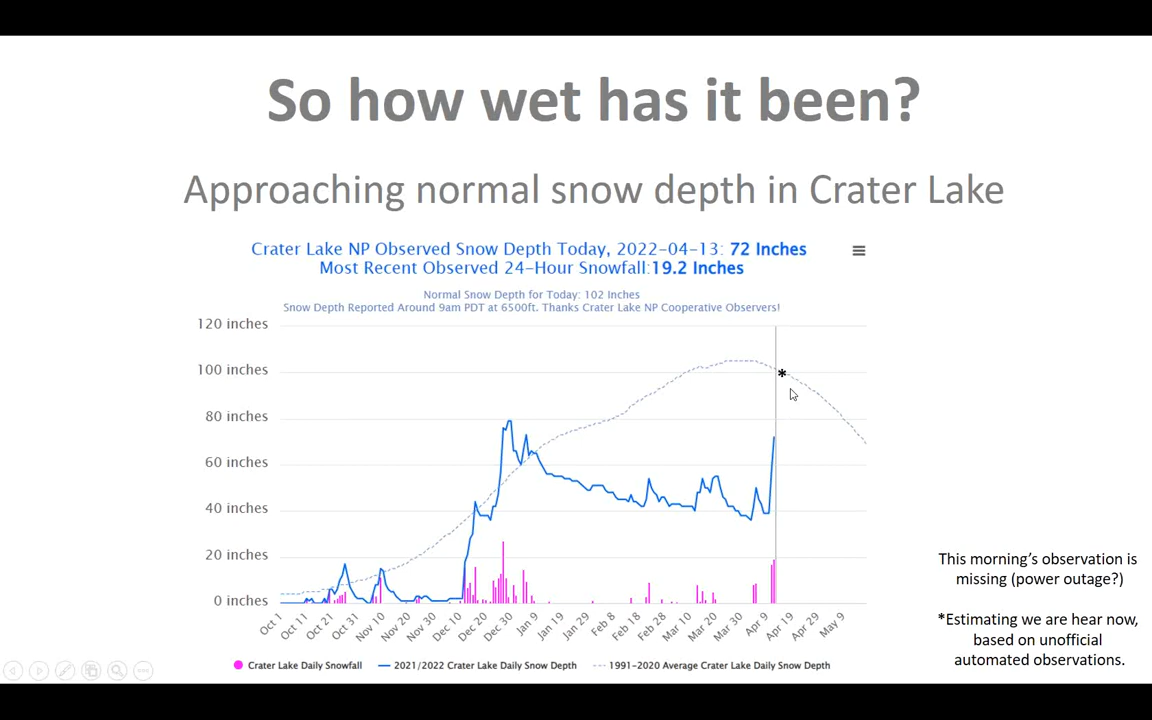 So how wet has it been?
Approaching normal snow depth in Crater Lake
Crater Lake NP Observed Snow Depth Today, 2022-04-13: 72 Inches
Most Recent Observed 24-Hour Snowfall:19.2 Inches
Normal Snow Depth for Today: 102 Inches
Snow Depth Reported Around 9am PDT at 6500ft. Thanks Crater Lake NP Cooperative Observers!
120 inches
100 inches
80 inches
60 inches
40 inches
20 inches
0 inches
*
Oct 1
Oct 11
Oct 21
Oct 31
Nov 10
Nov 20
Nov 30
Dec 10
Dec 20
Dec 30
Jan 9
Jan 19
Jan 29
Feb 8
Feb 18
Feb 28
Mar 10
Mar 20
Mar 30
Apr 9
Apr 19
Apr 29
May 9
Crater Lake Daily Snowfall
2021/2022 Crater Lake Daily Snow Depth
1991-2020 Average Crater Lake Daily Snow Depth
This morning's observation is
missing (power outage?)
*Estimating we are hear now,
based on unofficial
automated observations.